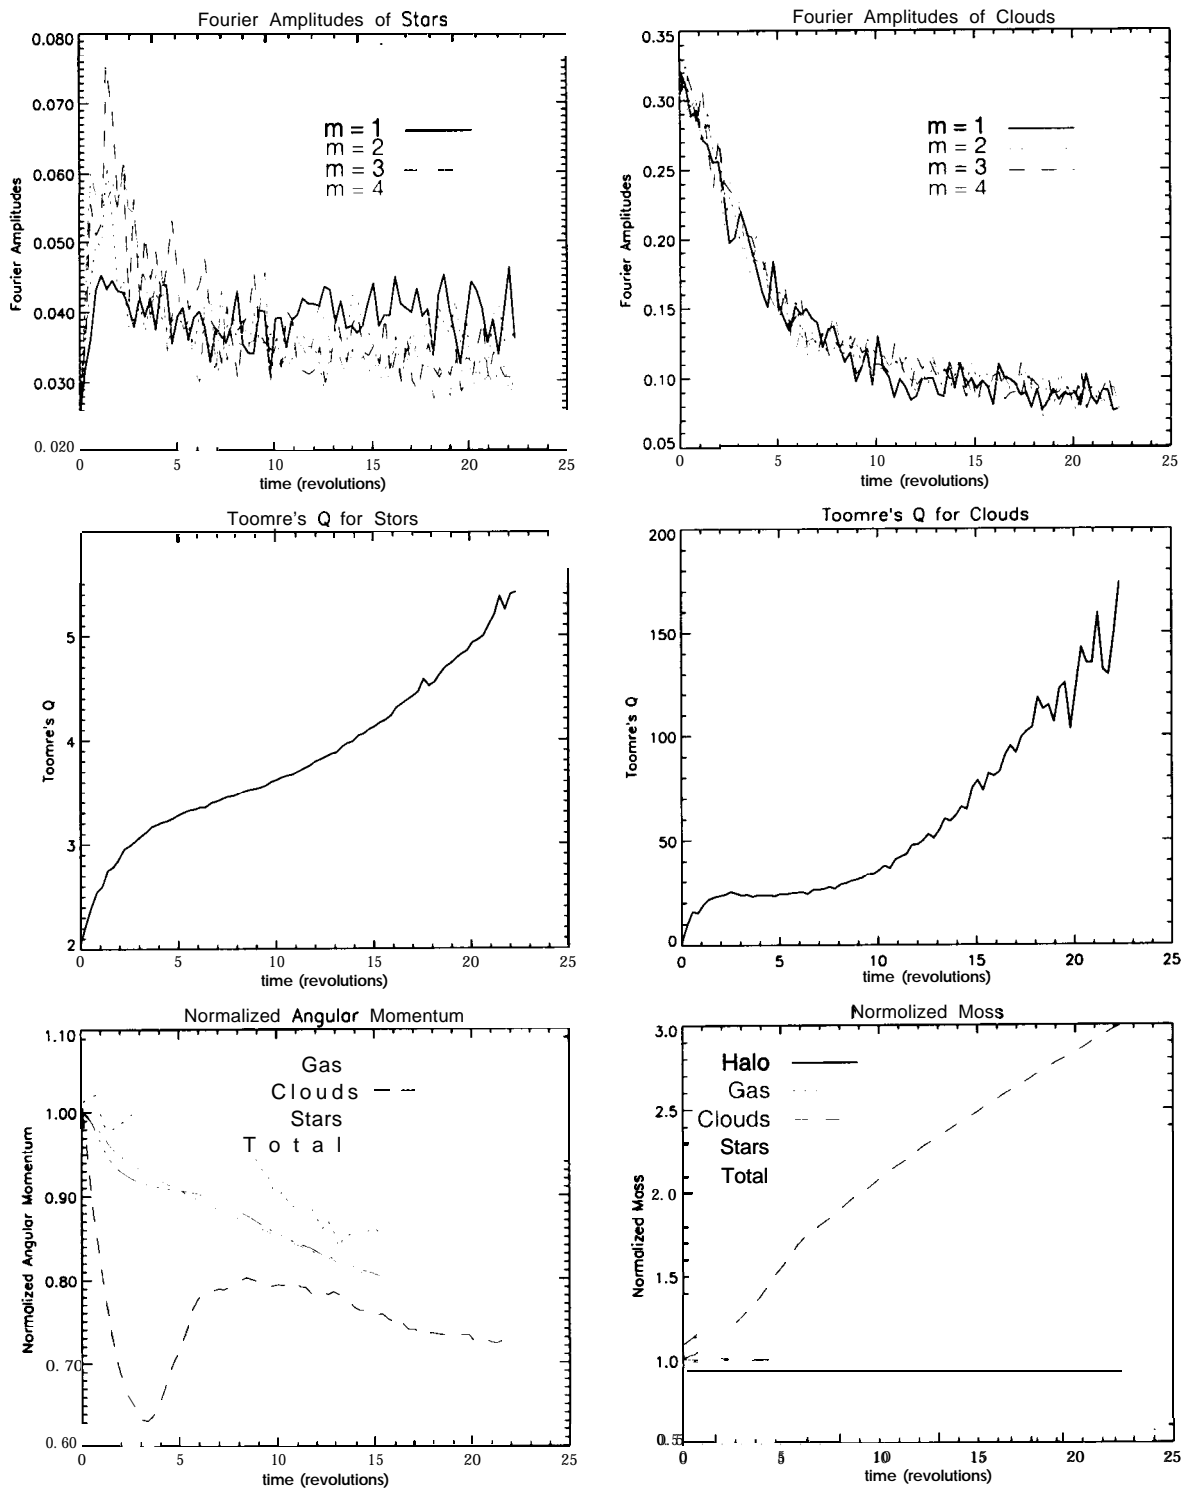 Fourier Amplitudes of Stars
0.080
0.070
0.060
0.050
0.040
0.030
0.020
Fourier Amplitudes
m = 1
m = 2
m = 3
m = 4
0 5 10 15 20 25
time (revolutions)
Fourier Amplitudes of Clouds
0.35
0.30
0.25
0.20
0.15
0.10
0.05
Fourier Amplitudes
m = 1
m = 2
m = 3
m = 4
0 5 10 15 20 25
time (revolutions)
Toomre's Q for Stors
5
4
3
2
Toomre's Q
0 5 10 15 20 25
time (revolutions)
Toomre's Q for Clouds
200
150
100
50
0
Toomre's Q
0 5 10 15 20 25
time (revolutions)
Normalized Angular Momentum
1.10
1.00
0.90
0.80
0.70
0.60
Normalized Angular Momentum
Gas
Clouds
Stars
Total
0 5 10 15 20 25
time (revolutions)
Normolized Moss
3.0
2.5
2.0
1.5
1.0
0.5
Normolized Moss
Halo
Gas
Clouds
Stars
Total
0 5 10 15 20 25
time (revolutions)